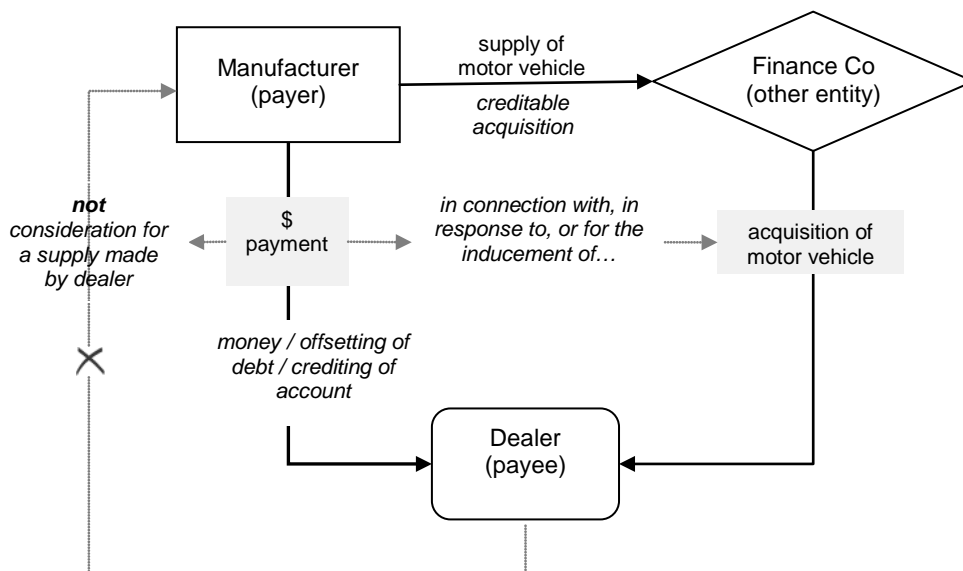 Manufacturer
(payer)
supply of
motor vehicle
creditable
acquisition
Finance Co
(other entity)
not
consideration for
a supply made
by dealer
$
payment
in connection with, in
response to, or for the
inducement of…
acquisition of
motor vehicle
money / offsetting of
debt / crediting of
account
Dealer
(payee)